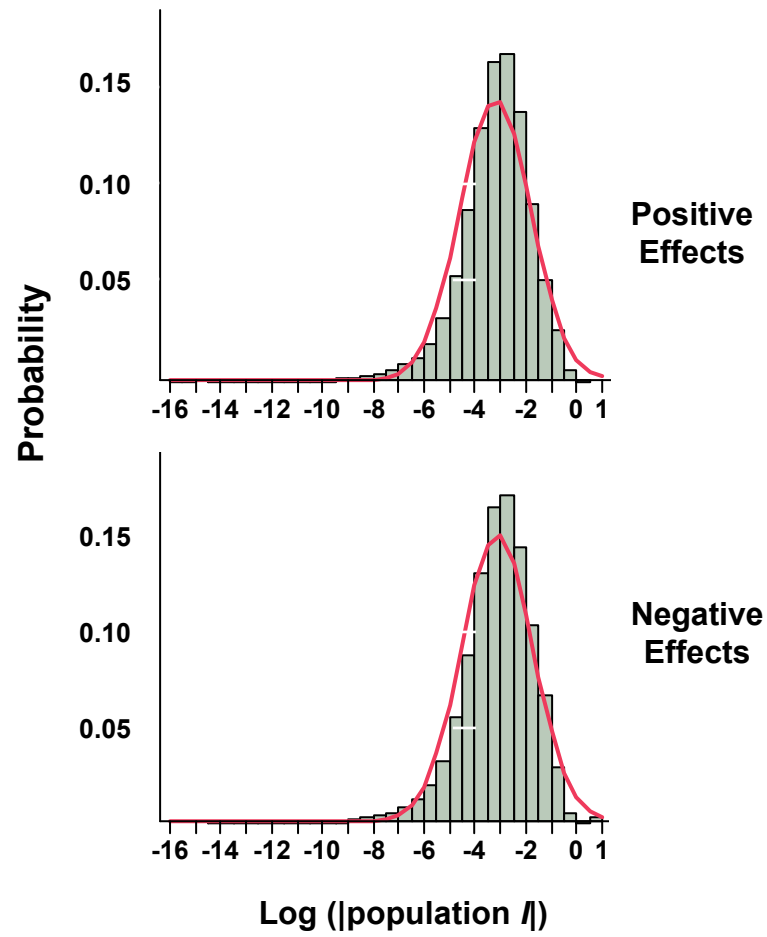 Probability
0.15
0.10
0.05
-16 -14 -12 -10 -8 -6 -4 -2 0 1
Positive
Effects
0.15
0.10
0.05
-16 -14 -12 -10 -8 -6 -4 -2 0 1
Negative
Effects
Log (|population I|)